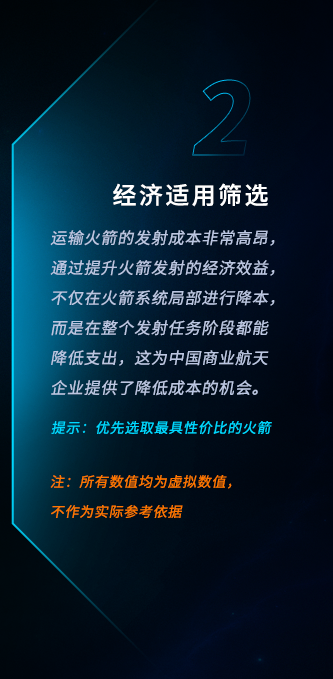 2
经济适用筛选
运输火箭的发射成本非常高昂，
通过提升火箭发射的经济效益，
不仅在火箭系统局部进行降本，
而是在整个发射任务阶段都能
降低支出，这为中国商业航天
企业提供了降低成本的机会。
提示：优先选取最具性价比的火箭
注：所有数值均为虚拟数值，
不作为实际参考依据